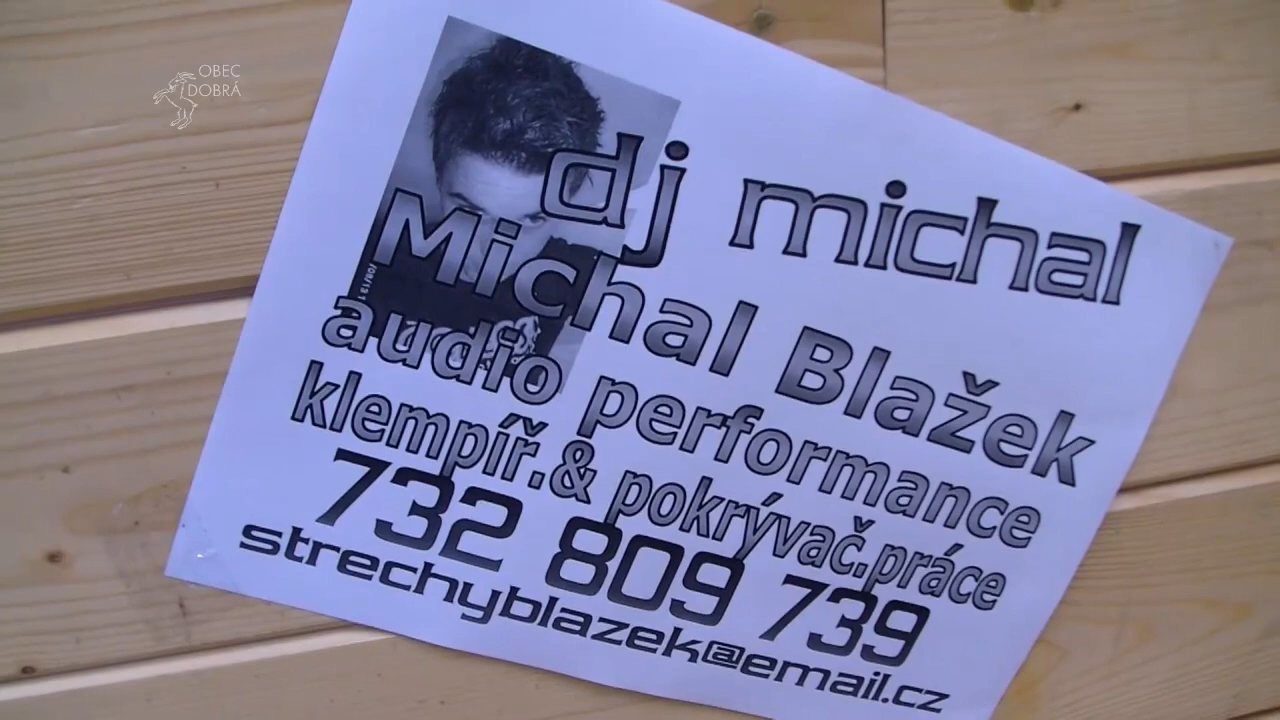 OBEC
DOBRÁ
dj michal
Michal Blažek
audio performance
klempíř.& pokrývač.práce
732 809 739
strechyblazek@email.cz